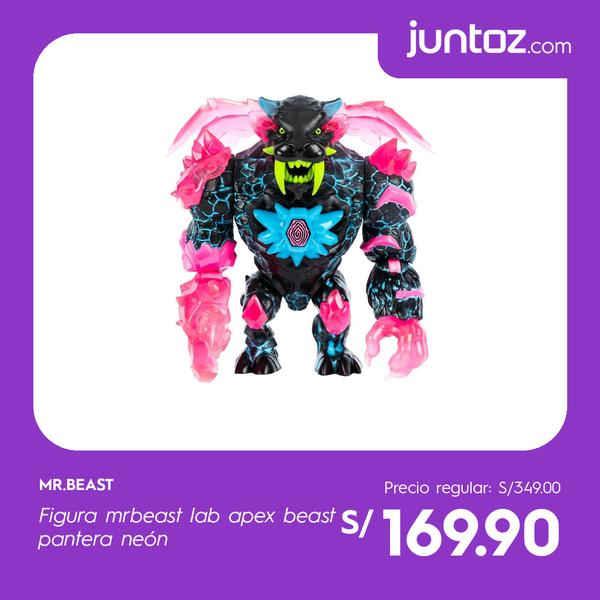 juntoz.com
MR.BEAST
Figura mrbeast lab apex beast
pantera neón
Precio regular: S/349.00
S/169.90